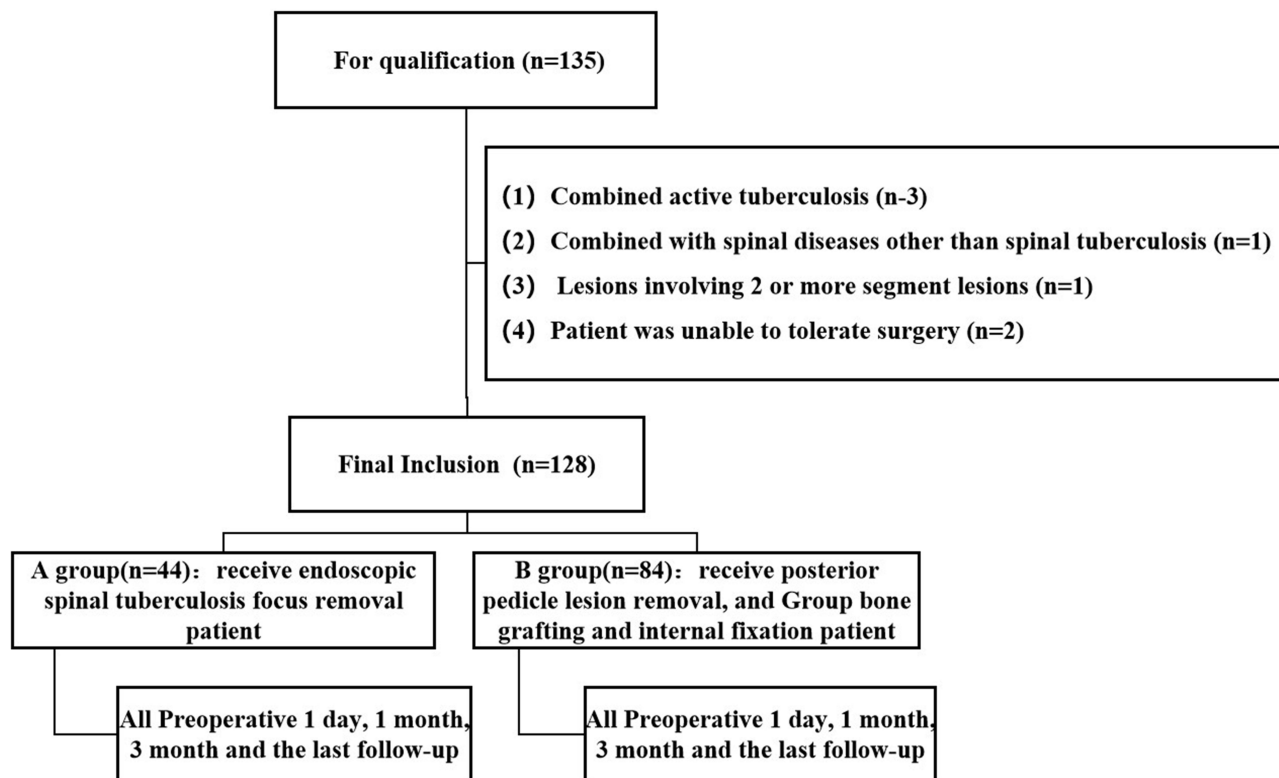 For qualification (n=135)
(1) Combined active tuberculosis (n-3)
(2) Combined with spinal diseases other than spinal tuberculosis (n=1)
(3) Lesions involving 2 or more segment lesions (n=1)
(4) Patient was unable to tolerate surgery (n=2)
Final Inclusion (n=128)
A group(n=44)：receive endoscopic
spinal tuberculosis focus removal
patient
B group(n=84)：receive posterior
pedicle lesion removal, and Group bone
grafting and internal fixation patient
All Preoperative 1 day, 1 month,
3 month and the last follow-up
All Preoperative 1 day, 1 month,
3 month and the last follow-up